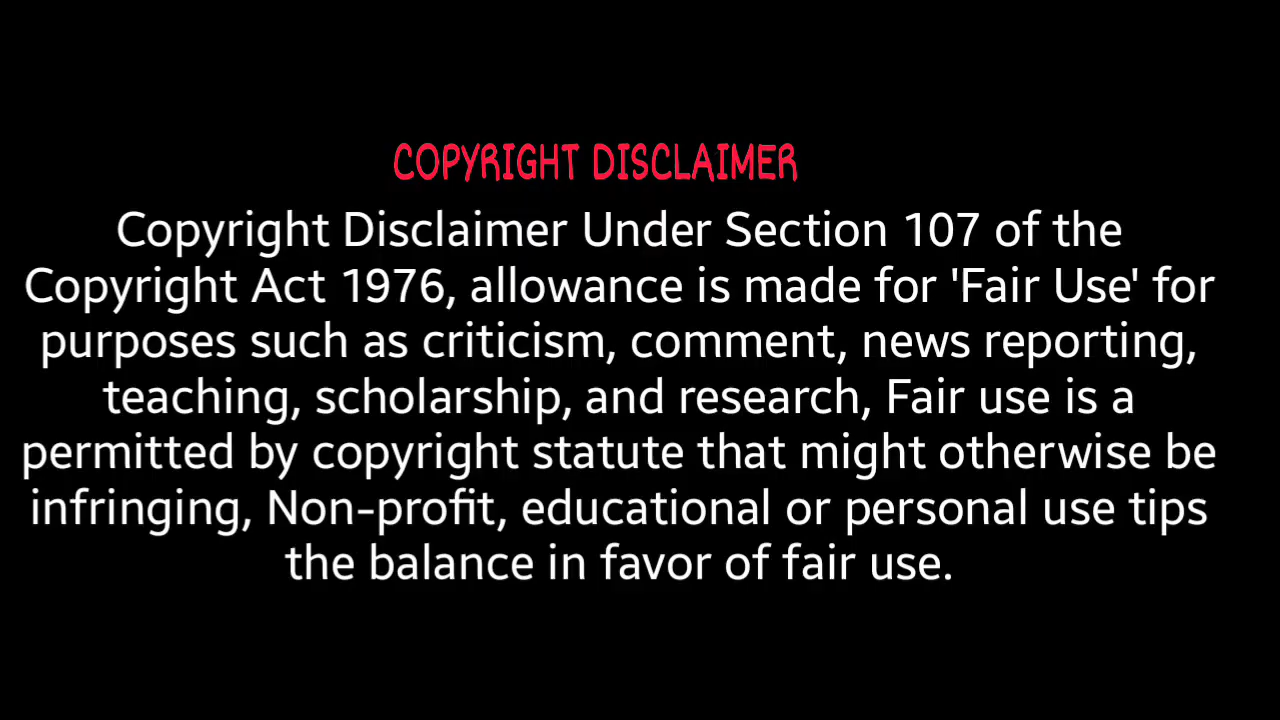 COPYRIGHT DISCLAIMER
Copyright Disclaimer Under Section 107 of the
Copyright Act 1976, allowance is made for 'Fair Use' for
purposes such as criticism, comment, news reporting,
teaching, scholarship, and research, Fair use is a
permitted by copyright statute that might otherwise be
infringing, Non-profit, educational or personal use tips
the balance in favor of fair use.